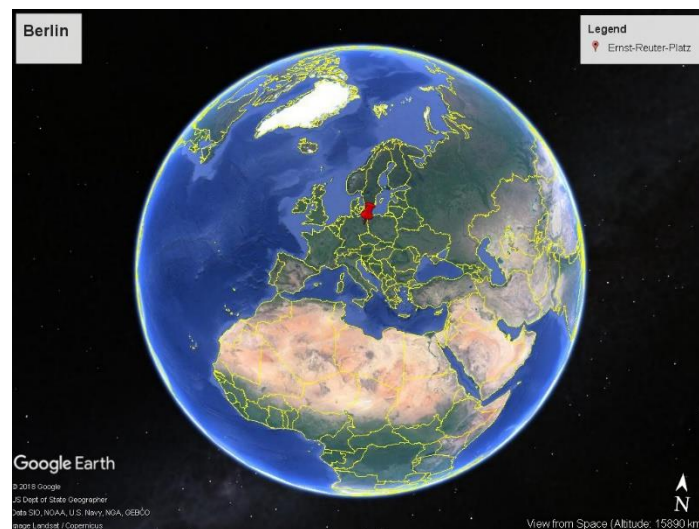 Berlin
Legend
Ernst-Reuter-Platz
Google Earth
© 2018 Google
US Dept of State Geographer
Data SIO, NOAA, U.S. Navy, NGA, GEBCO
Image Landsat / Copernicus
N
View from Space (Altitude: 15890 km